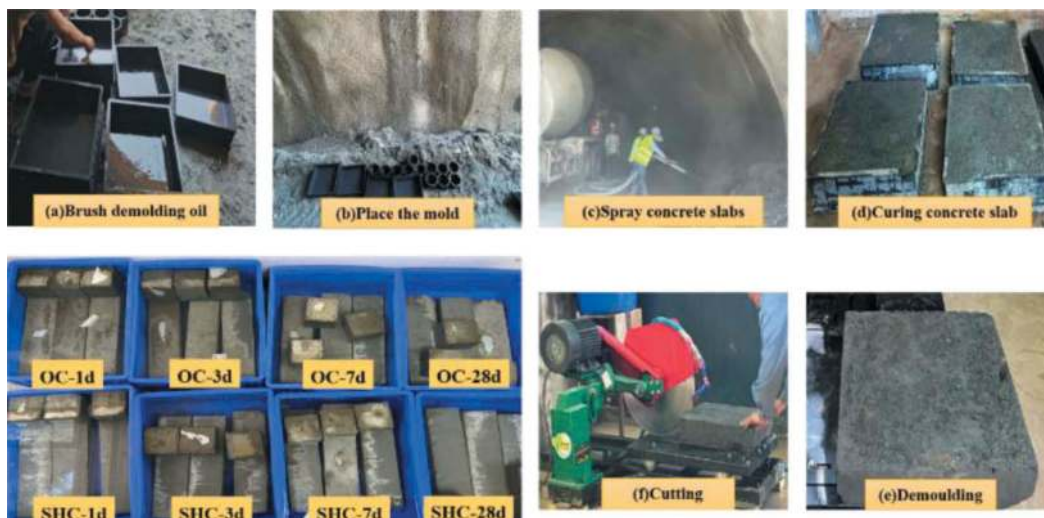 (a)Brush demolding oil
(b)Place the mold
(c)Spray concrete slabs
(d)Curing concrete slab
OC-1d
OC-3d
OC-7d
OC-28d
SHC-1d
SHC-3d
SHC-7d
SHC-28d
(f)Cutting
(e)Demoulding